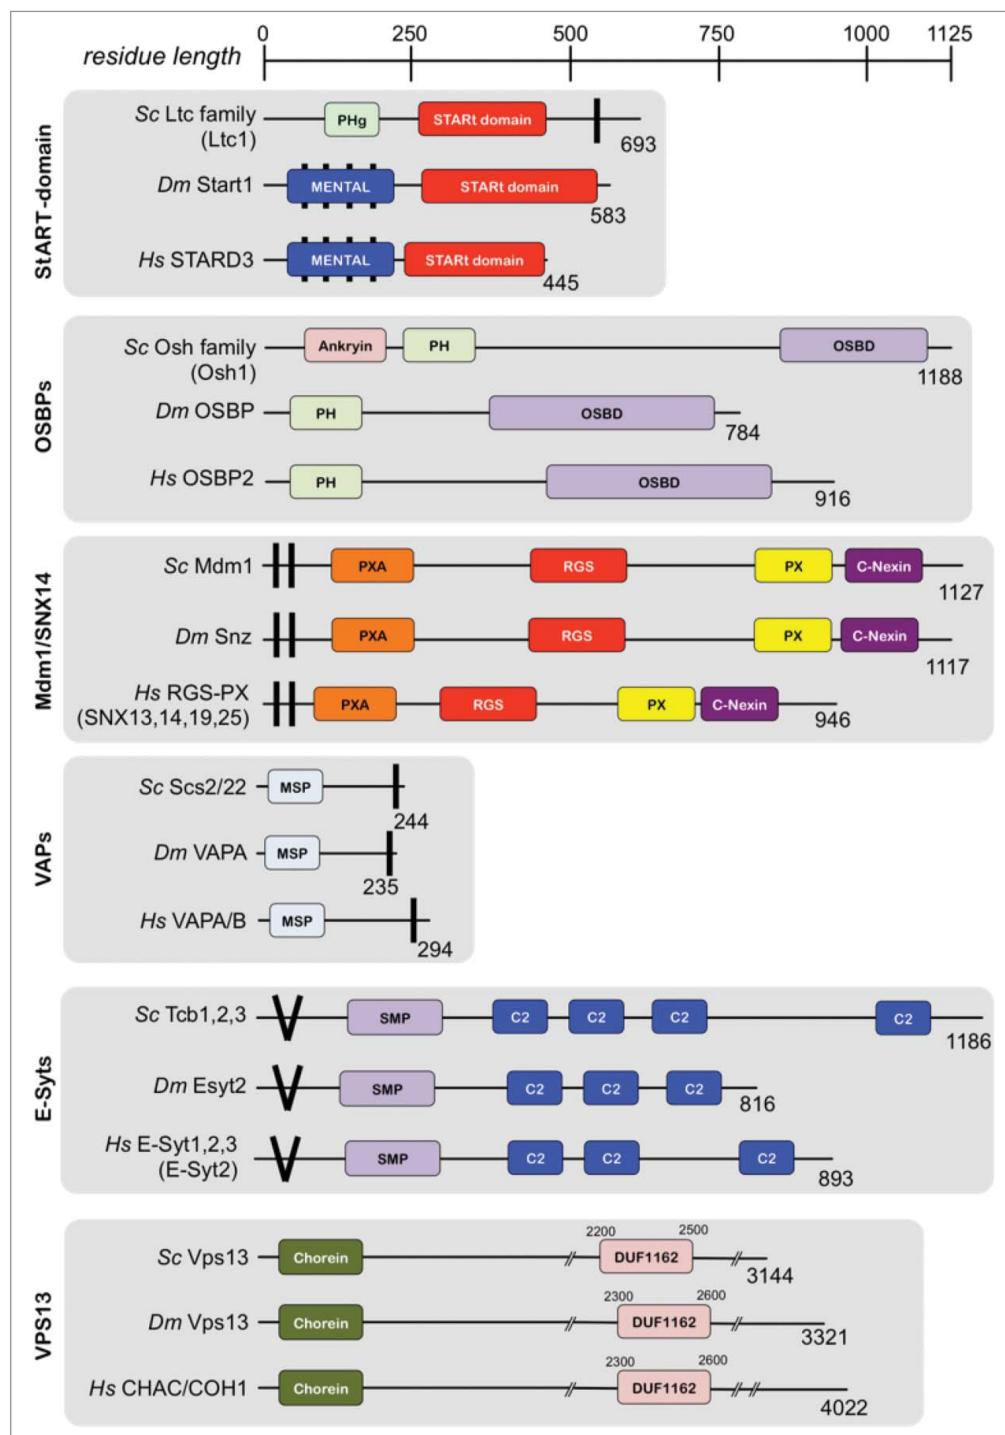 0 250 500 750 1000 1125
residue length
StART-domain
Sc Ltc family
(Ltc1)
PHg STARt domain
693
Dm Start1 MENTAL STARt domain
583
Hs STARD3 MENTAL STARt domain
445
OSBPs
Sc Osh family
(Osh1)
Ankryin PH OSBD
1188
Dm OSBP PH OSBD
784
Hs OSBP2 PH OSBD
916
Mdm1/SNX14
Sc Mdm1 PXA RGS PX C-Nexin
1127
Dm Snz PXA RGS PX C-Nexin
1117
Hs RGS-PX
(SNX13,14,19,25)
PXA RGS PX C-Nexin
946
VAPs
Sc Scs2/22 MSP
244
Dm VAPA MSP
235
Hs VAPA/B MSP
294
E-Syts
Sc Tcb1,2,3 SMP C2 C2 C2 C2
1186
Dm Esyt2 SMP C2 C2 C2
816
Hs E-Syt1,2,3
(E-Syt2)
SMP C2 C2 C2
893
VPS13
2200 2500
Sc Vps13 Chorein DUF1162
3144
2300 2600
Dm Vps13 Chorein DUF1162
3321
2300 2600
Hs CHAC/COH1 Chorein DUF1162
4022